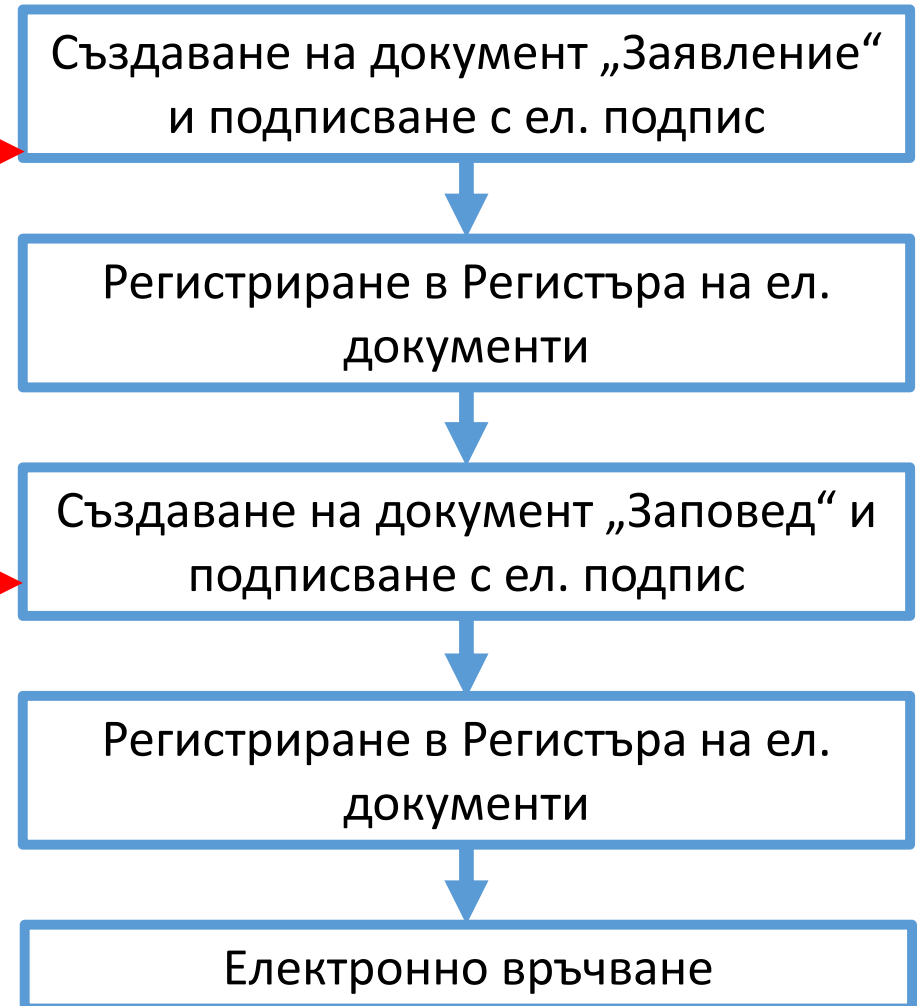 Създаване на документ „Заявление“
и подписване с ел. подпис
Регистриране в Регистъра на ел.
документи
Създаване на документ „Заповед“ и
подписване с ел. подпис
Регистриране в Регистъра на ел.
документи
Електронно връчване